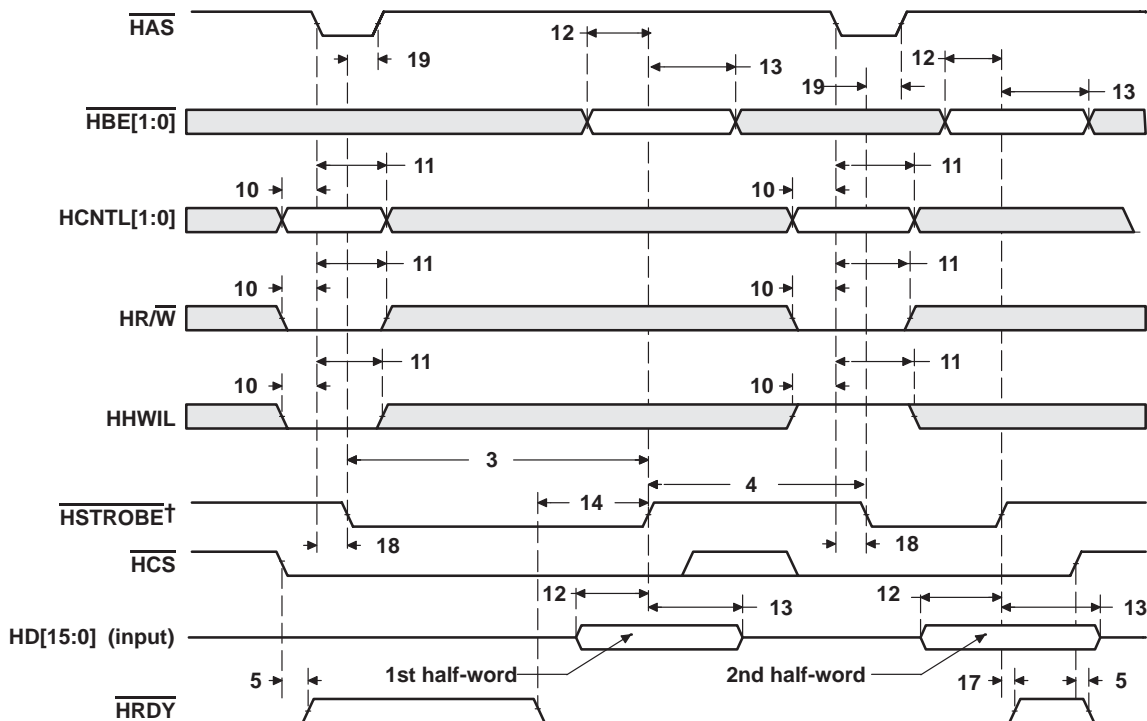 HAS
12
12
13
19
19
13
HBE[1:0]
11
11
10
10
HCNTL[1:0]
11
11
10
10
HR/W
11
11
10
10
HHWIL
3
4
14
HSTROBE†
18
18
HCS
12
12
13
13
HD[15:0] (input)
1st half-word
2nd half-word
5
17
5
HRDY